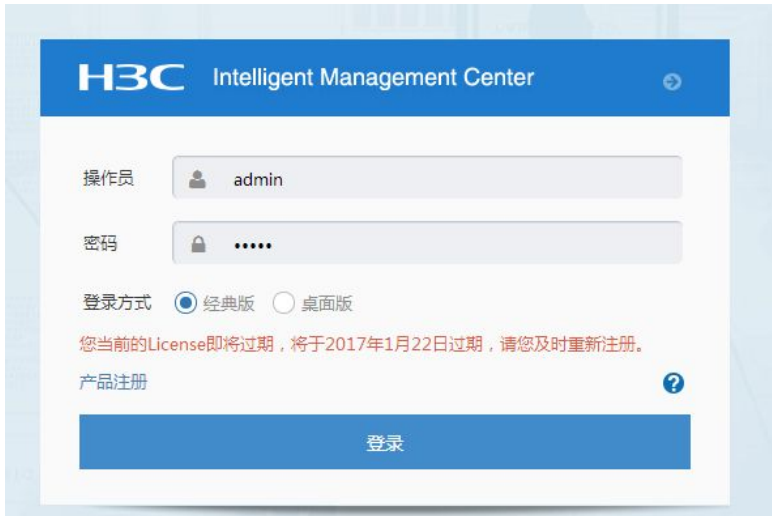 H3C Intelligent Management Center
操作员 admin
密码 •••••
登录方式 经典版 桌面版
您当前的License即将过期，将于2017年1月22日过期，请您及时重新注册。
产品注册 ?
登录